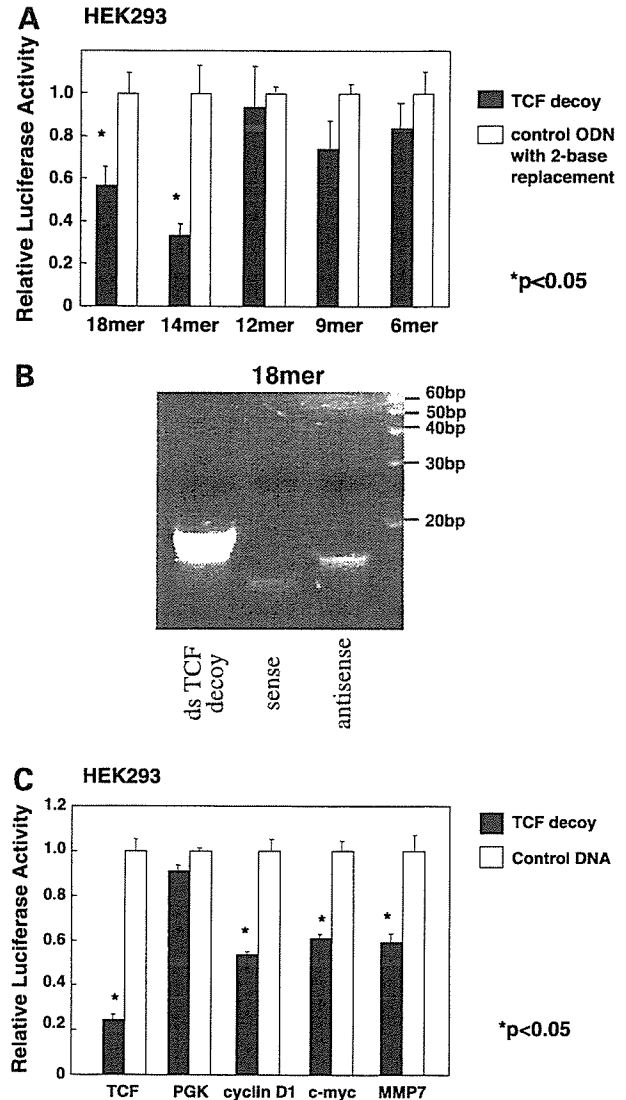 A HEK293
Relative Luciferase Activity
1.0
0.8
0.6
0.4
0.2
0
*
*
18mer 14mer 12mer 9mer 6mer
TCF decoy
control ODN
with 2-base
replacement
*p<0.05
B
18mer
60bp
50bp
40bp
30bp
20bp
ds TCF
decoy
sense
antisense
C HEK293
Relative Luciferase Activity
1.2
1.0
0.8
0.6
0.4
0.2
0
*
*
*
*
TCF PGK cyclin D1 c-myc MMP7
TCF decoy
Control DNA
*p<0.05